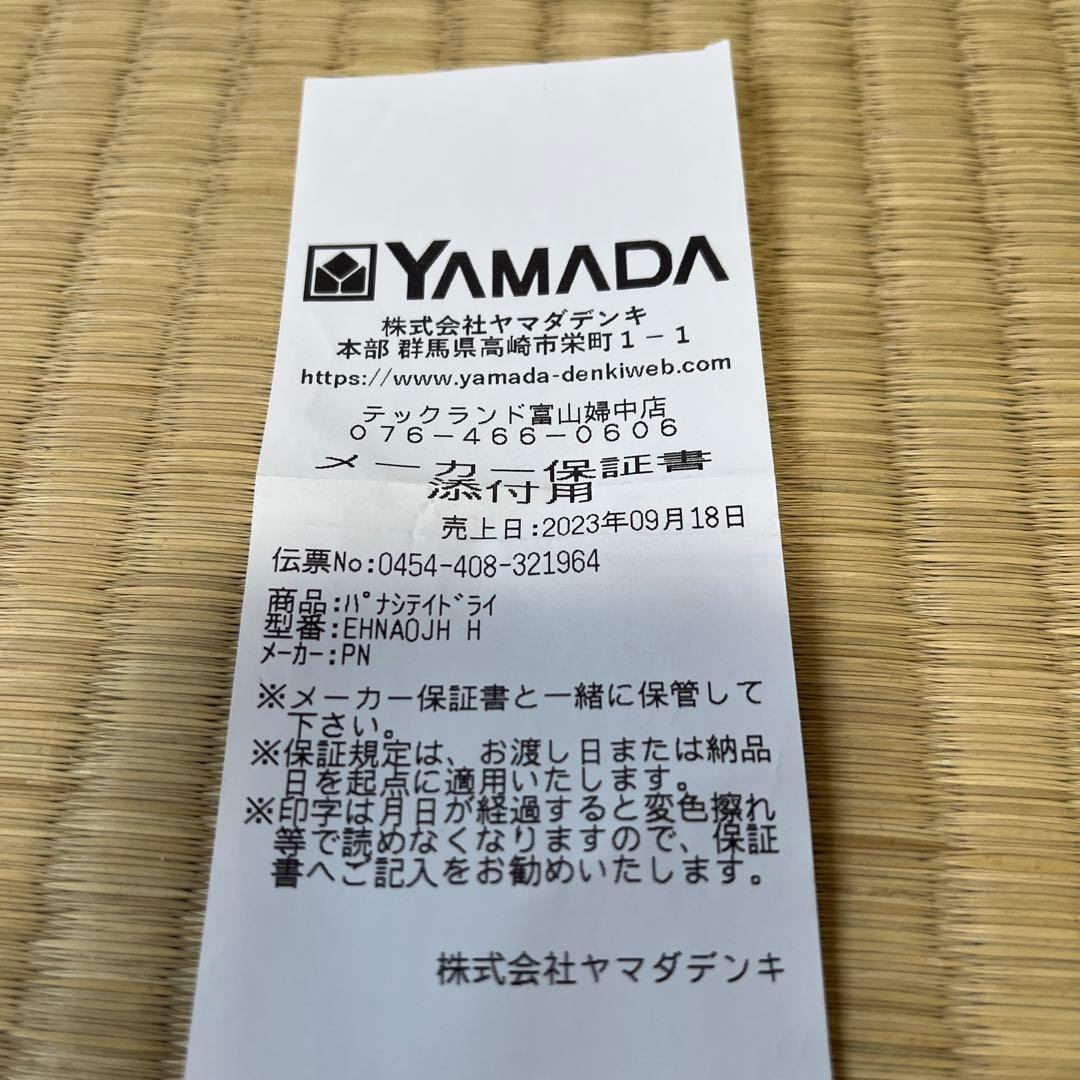 YAMADA
株式会社ヤマダデンキ
本部 群馬県高崎市栄町1－1
https://www.yamada-denkiweb.com
テックランド富山婦中店
076－466－0606
メーカー保証書
添付用
売上日:2023年09月18日
伝票No:0454-408-321964
商品:ﾊﾟﾅｼﾃｲﾄﾞﾗｲ
型番:EHNA0JH H
ﾒｰｶｰ:PN
※メーカー保証書と一緒に保管して
下さい。
※保証規定は、お渡し日または納品
日を起点に適用いたします。
※印字は月日が経過すると変色擦れ
等で読めなくなりますので、保証
書へご記入をお勧めいたします。
株式会社ヤマダデンキ